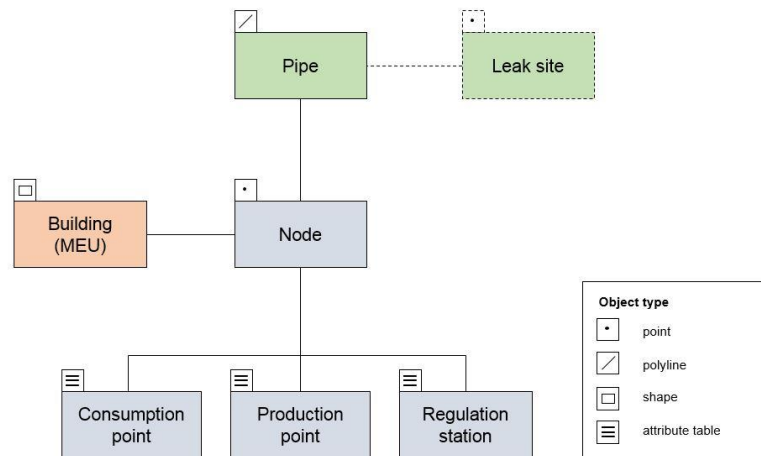 Pipe
Leak site
Building
(MEU)
Node
Consumption
point
Production
point
Regulation
station
Object type
point
polyline
shape
attribute table